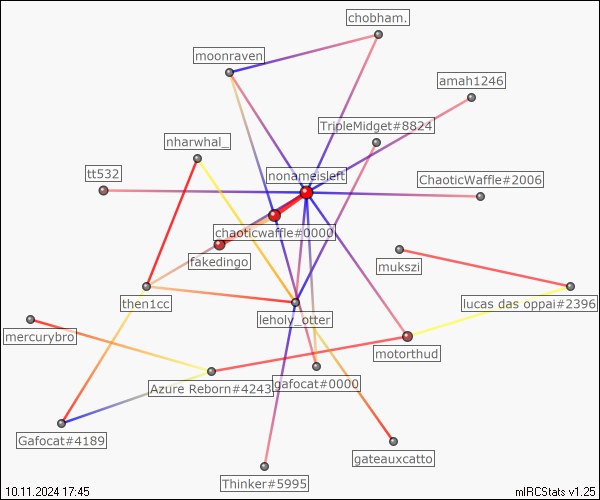 chobham.
moonraven
amah1246
TripleMidget#8824
nharwhal_
tt532
nonameisleft
ChaoticWaffle#2006
chaoticwaffle#0000
fakedingo
mukszi
then1cc
lucas das oppai#2396
leholy_otter
mercurybro
motorthud
Azure Reborn#4243
gafocat#0000
Gafocat#4189
gateauxcatto
Thinker#5995
10.11.2024 17:45
mIRCStats v1.25